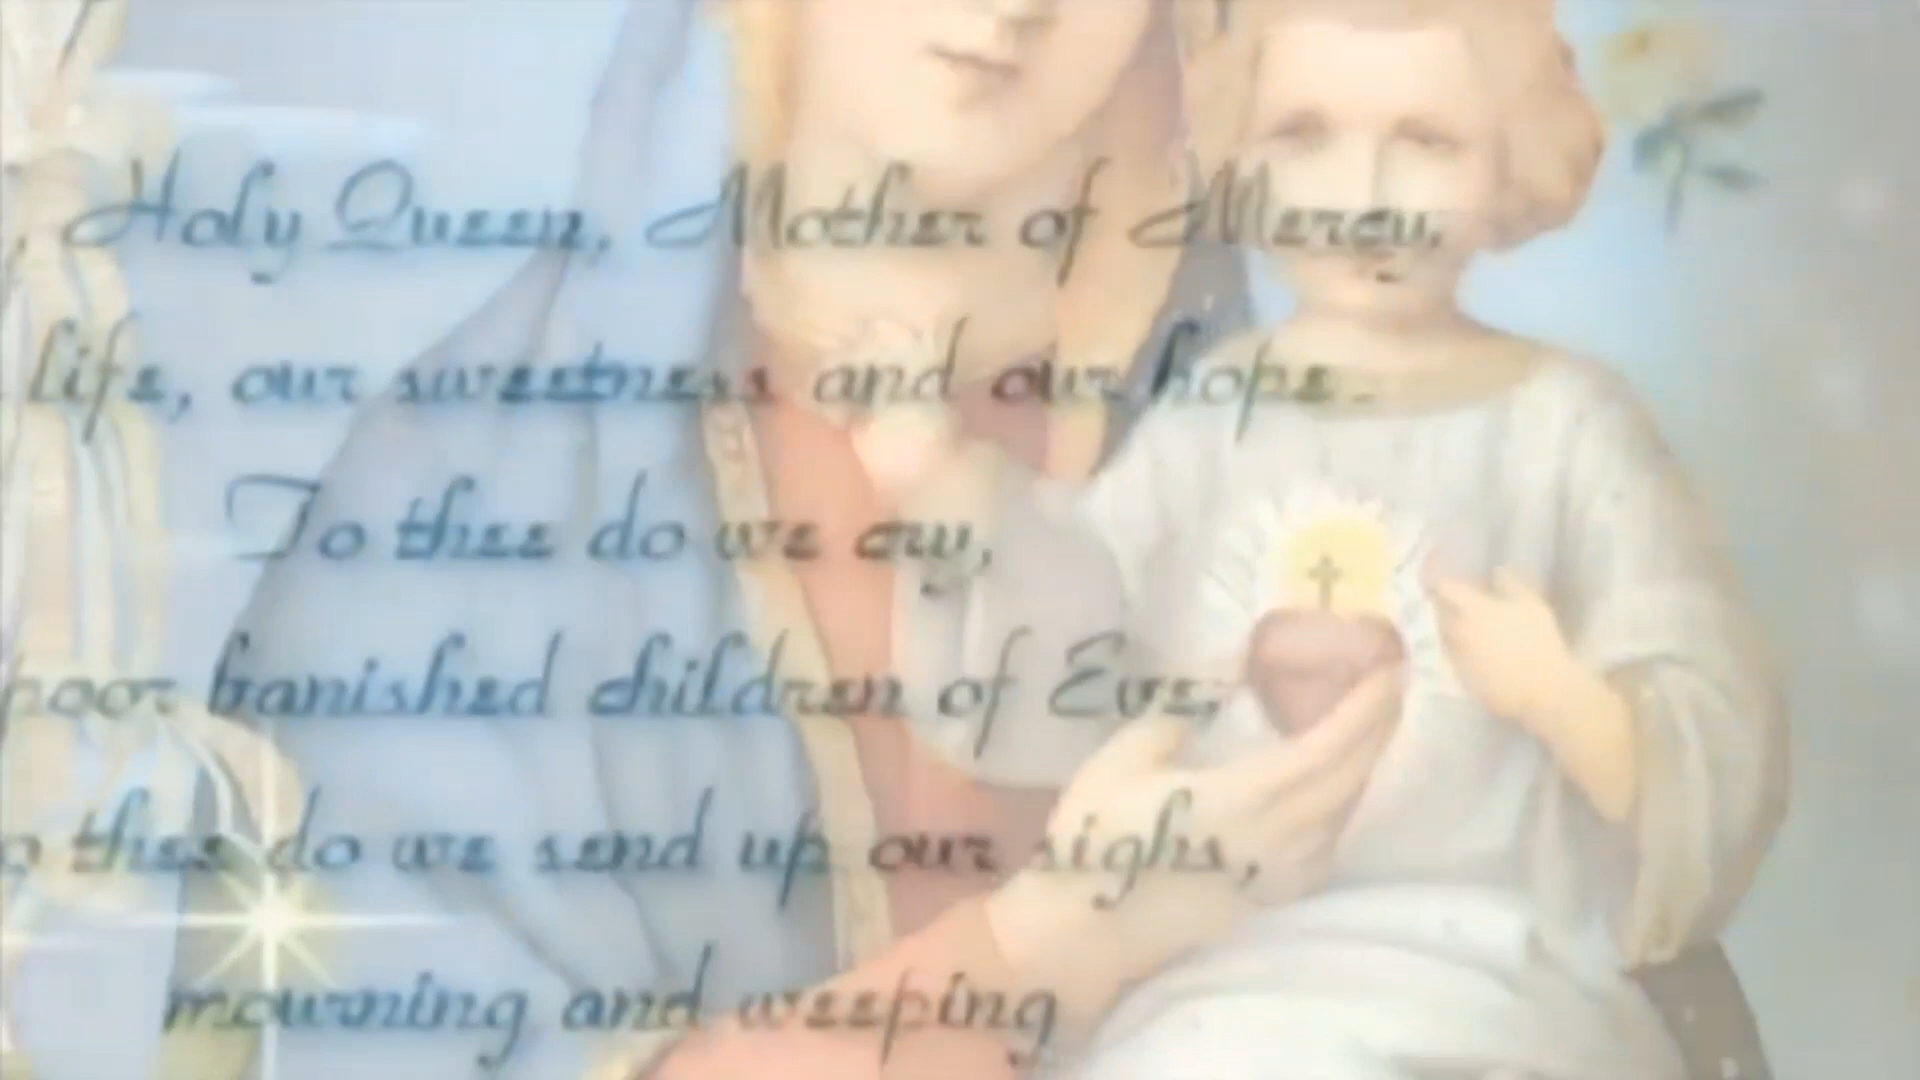 , Holy Queen, Mother of Mercy,
life, our sweetness and our hope.
To thee do we cry,
poor banished children of Eve;
o thee do we send up our sighs,
mourning and weeping